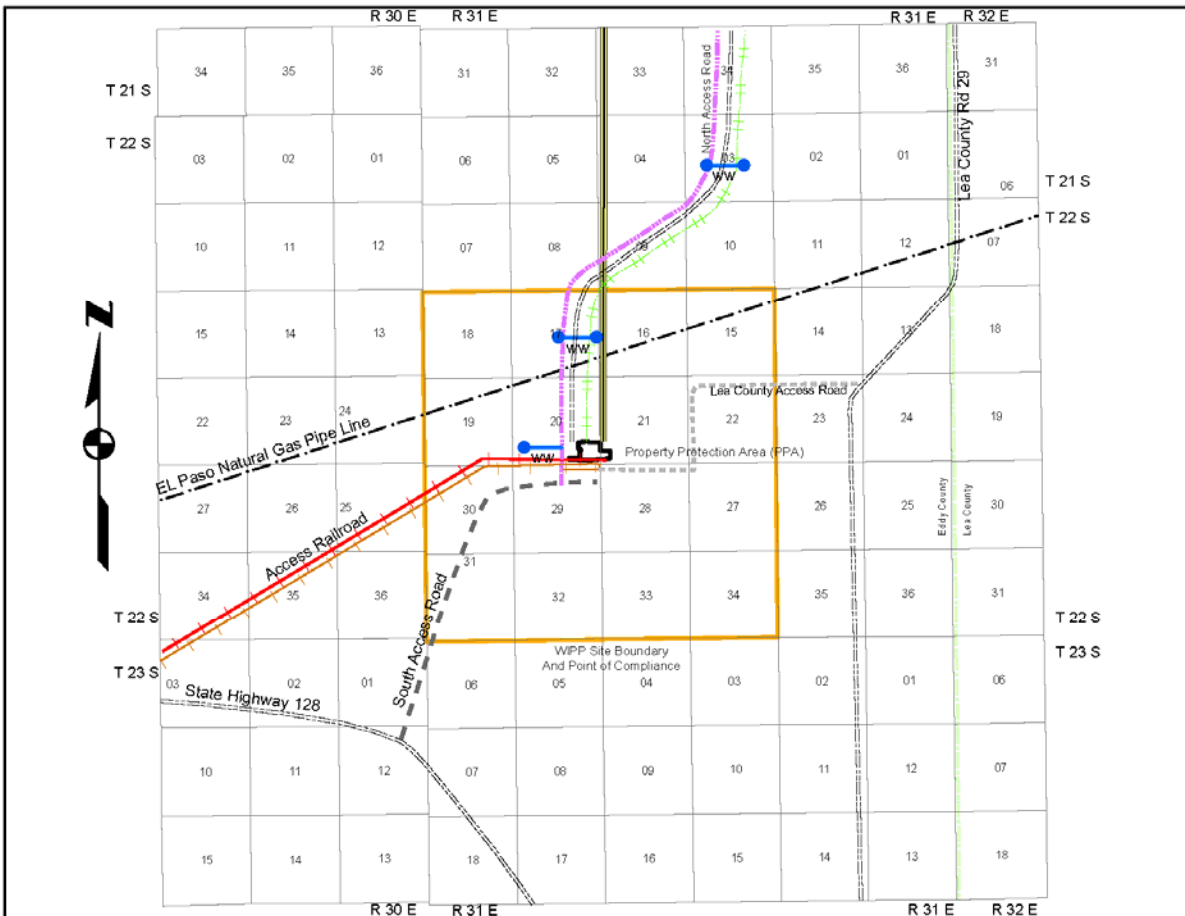 R 30 E R 31 E R 31 E R 32 E
34 35 36 31 32 33 34 35 36 31
T 21 S
North Access Road
Lea County Rd 29
T 22 S
03 02 01 06 05 04 03 02 01 06
WW
T 21 S
T 22 S
10 11 12 07 08 09 10 11 12 07
Z
15 14 13 18 17 16 15 14 13 18
WW
Lea County Access Road
22 23 24 19 20 21 22 23 24 19
EL Paso Natural Gas Pipe Line
WW
Property Protection Area (PPA)
27 26 25 30 29 28 27 26 25 30
Eddy County
Lea County
Access Railroad
34 35 36 31 32 33 34 35 36 31
T 22 S T 22 S
T 23 S T 23 S
WIPP Site Boundary
And Point of Compliance
South Access Road
03 02 01 06 05 04 03 02 01 06
State Highway 128
10 11 12 07 08 09 10 11 12 07
15 14 13 18 17 16 15 14 13 18
R 30 E R 31 E R 31 E R 32 E